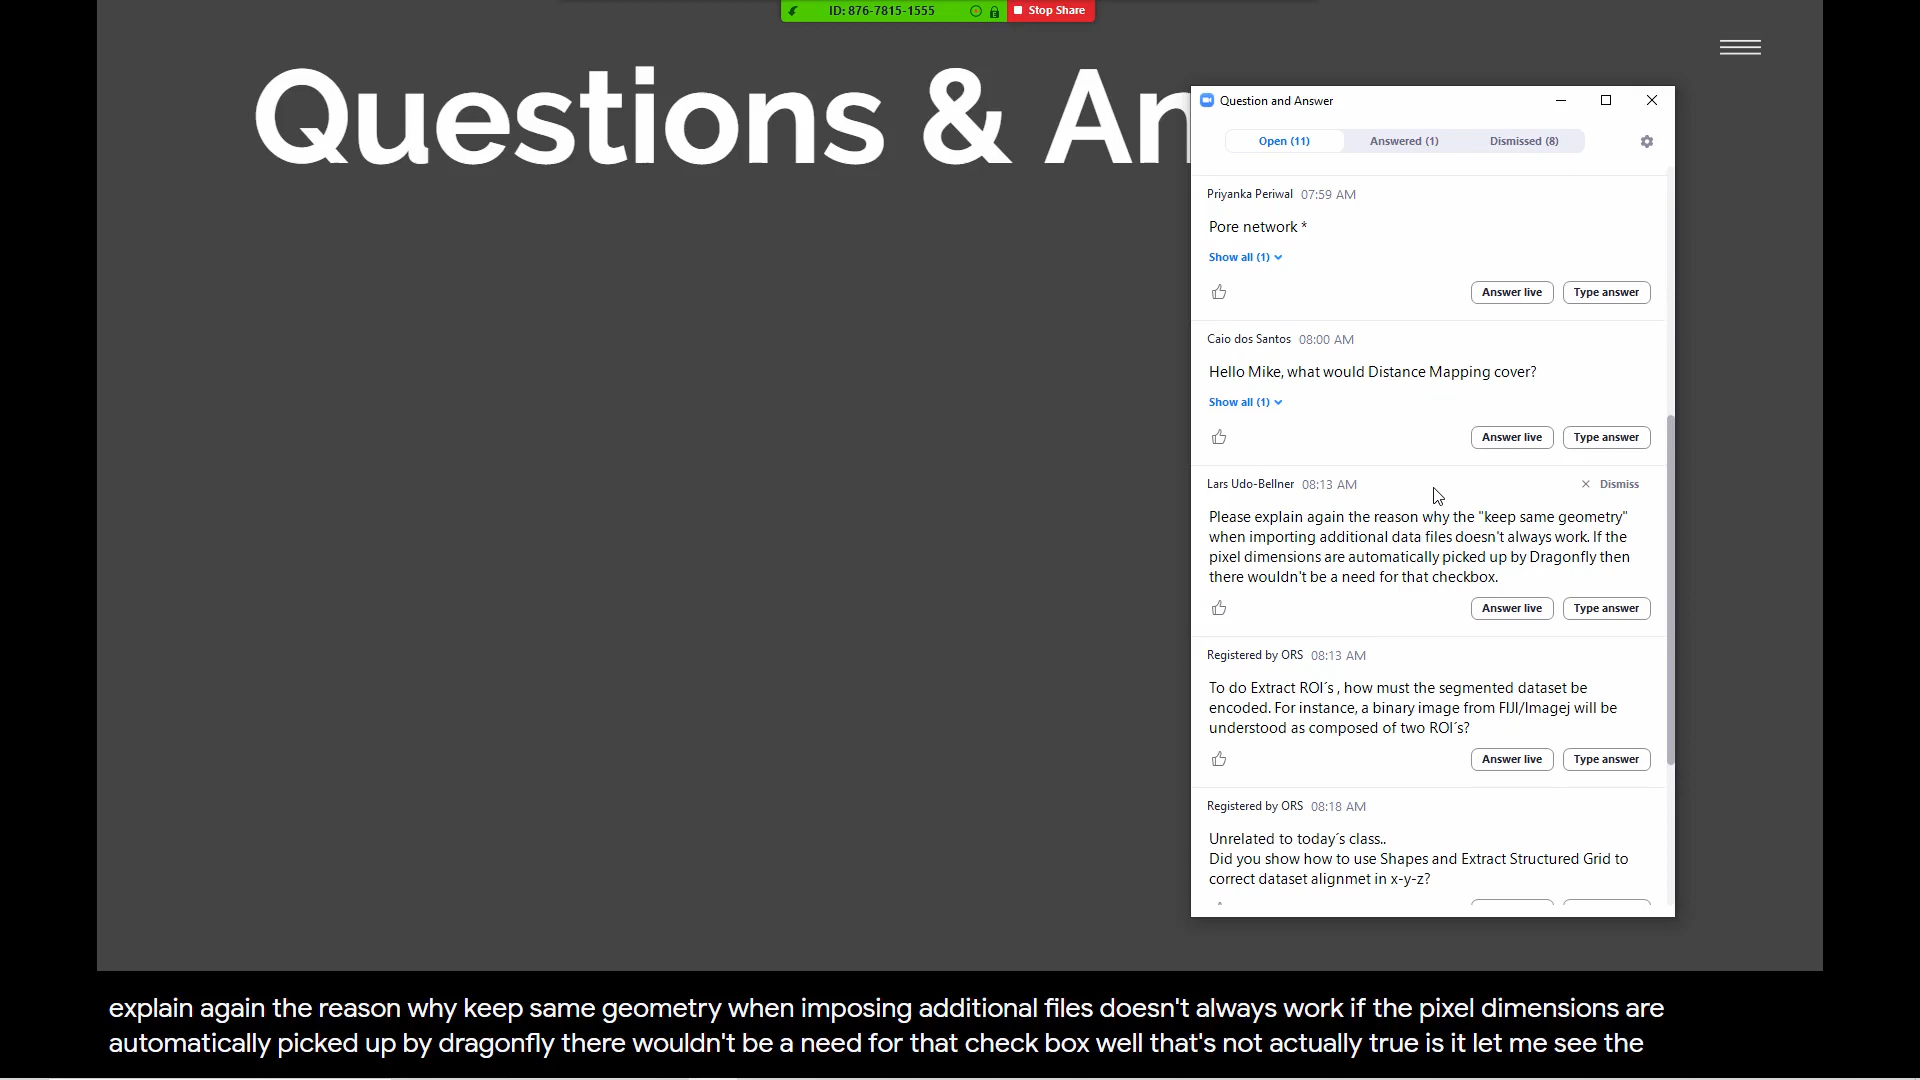 ID: 876-7815-1555
Stop Share
Questions & An
Question and Answer
Open (11)
Answered (1)
Dismissed (8)
Priyanka Periwal 07:59 AM
Pore network *
Show all (1)
Answer live
Type answer
Caio dos Santos 08:00 AM
Hello Mike, what would Distance Mapping cover?
Show all (1)
Answer live
Type answer
Lars Udo-Bellner 08:13 AM
Dismiss
Please explain again the reason why the "keep same geometry"
when importing additional data files doesn't always work. If the
pixel dimensions are automatically picked up by Dragonfly then
there wouldn't be a need for that checkbox.
Answer live
Type answer
Registered by ORS 08:13 AM
To do Extract ROI´s , how must the segmented dataset be
encoded. For instance, a binary image from FIJI/Imagej will be
understood as composed of two ROI´s?
Answer live
Type answer
Registered by ORS 08:18 AM
Unrelated to today´s class..
Did you show how to use Shapes and Extract Structured Grid to
correct dataset alignmet in x-y-z?
explain again the reason why keep same geometry when imposing additional files doesn't always work if the pixel dimensions are
automatically picked up by dragonfly there wouldn't be a need for that check box well that's not actually true is it let me see the